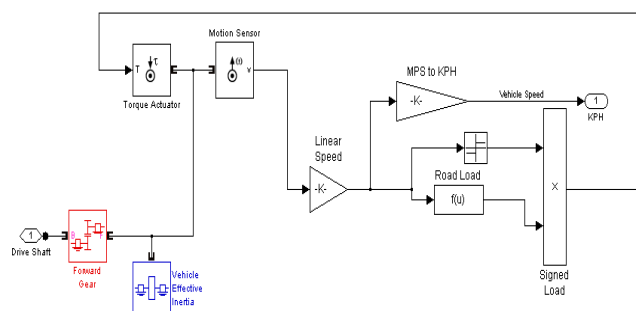 Motion Sensor
T
τ
ω
v
Torque Actuator
MPS to KPH
-K-
Vehicle Speed
1
KPH
Linear
Speed
-K-
Road Load
f(u)
X
Signed
Load
1
Drive Shaft
B
F
Forward
Gear
Vehicle
Effective
Inertia